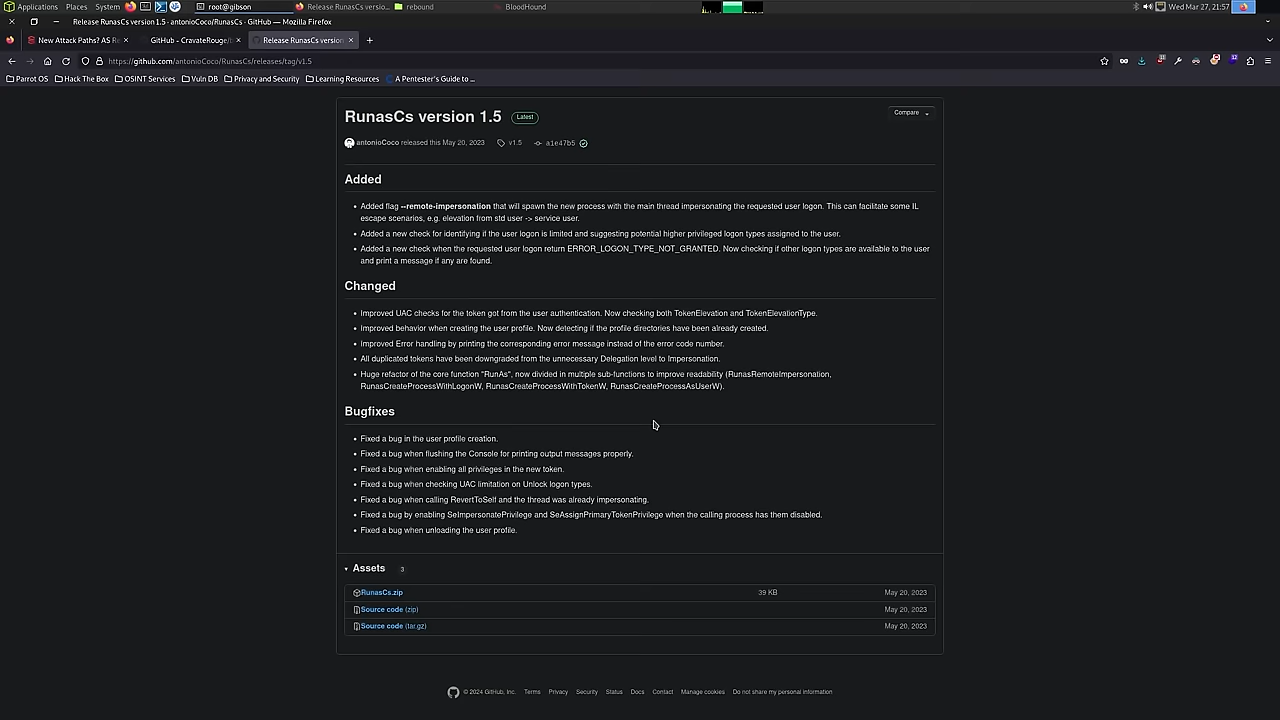 Applications Places System root@gibson Release RunasCs versio... rebound BloodHound Wed Mar 27, 21:57
Release RunasCs version 1.5 · antonioCoco/RunasCs · GitHub — Mozilla Firefox
New Attack Paths? AS Re GitHub - CravateRouge/b Release RunasCs version
https://github.com/antonioCoco/RunasCs/releases/tag/v1.5
Parrot OS Hack The Box OSINT Services Vuln DB Privacy and Security Learning Resources A Pentester's Guide to ...
RunasCs version 1.5 Latest
Compare
antonioCoco released this May 20, 2023 v1.5 a1e47b5
Added
• Added flag --remote-impersonation that will spawn the new process with the main thread impersonating the requested user logon. This can facilitate some IL
escape scenarios, e.g. elevation from std user -> service user.
• Added a new check for identifying if the user logon is limited and suggesting potential higher privileged logon types assigned to the user.
• Added a new check when the requested user logon return ERROR_LOGON_TYPE_NOT_GRANTED. Now checking if other logon types are available to the user
and print a message if any are found.
Changed
• Improved UAC checks for the token got from the user authentication. Now checking both TokenElevation and TokenElevationType.
• Improved behavior when creating the user profile. Now detecting if the profile directories have been already created.
• Improved Error handling by printing the corresponding error message instead of the error code number.
• All duplicated tokens have been downgraded from the unnecessary Delegation level to Impersonation.
• Huge refactor of the core function "RunAs", now divided in multiple sub-functions to improve readability (RunasRemoteImpersonation,
RunasCreateProcessWithLogonW, RunasCreateProcessWithTokenW, RunasCreateProcessAsUserW).
Bugfixes
• Fixed a bug in the user profile creation.
• Fixed a bug when flushing the Console for printing output messages properly.
• Fixed a bug when enabling all privileges in the new token.
• Fixed a bug when checking UAC limitation on Unlock logon types.
• Fixed a bug when calling RevertToSelf and the thread was already impersonating.
• Fixed a bug by enabling SeImpersonatePrivilege and SeAssignPrimaryTokenPrivilege when the calling process has them disabled.
• Fixed a bug when unloading the user profile.
Assets 3
RunasCs.zip 39 KB May 20, 2023
Source code (zip) May 20, 2023
Source code (tar.gz) May 20, 2023
© 2024 GitHub, Inc. Terms Privacy Security Status Docs Contact Manage cookies Do not share my personal information